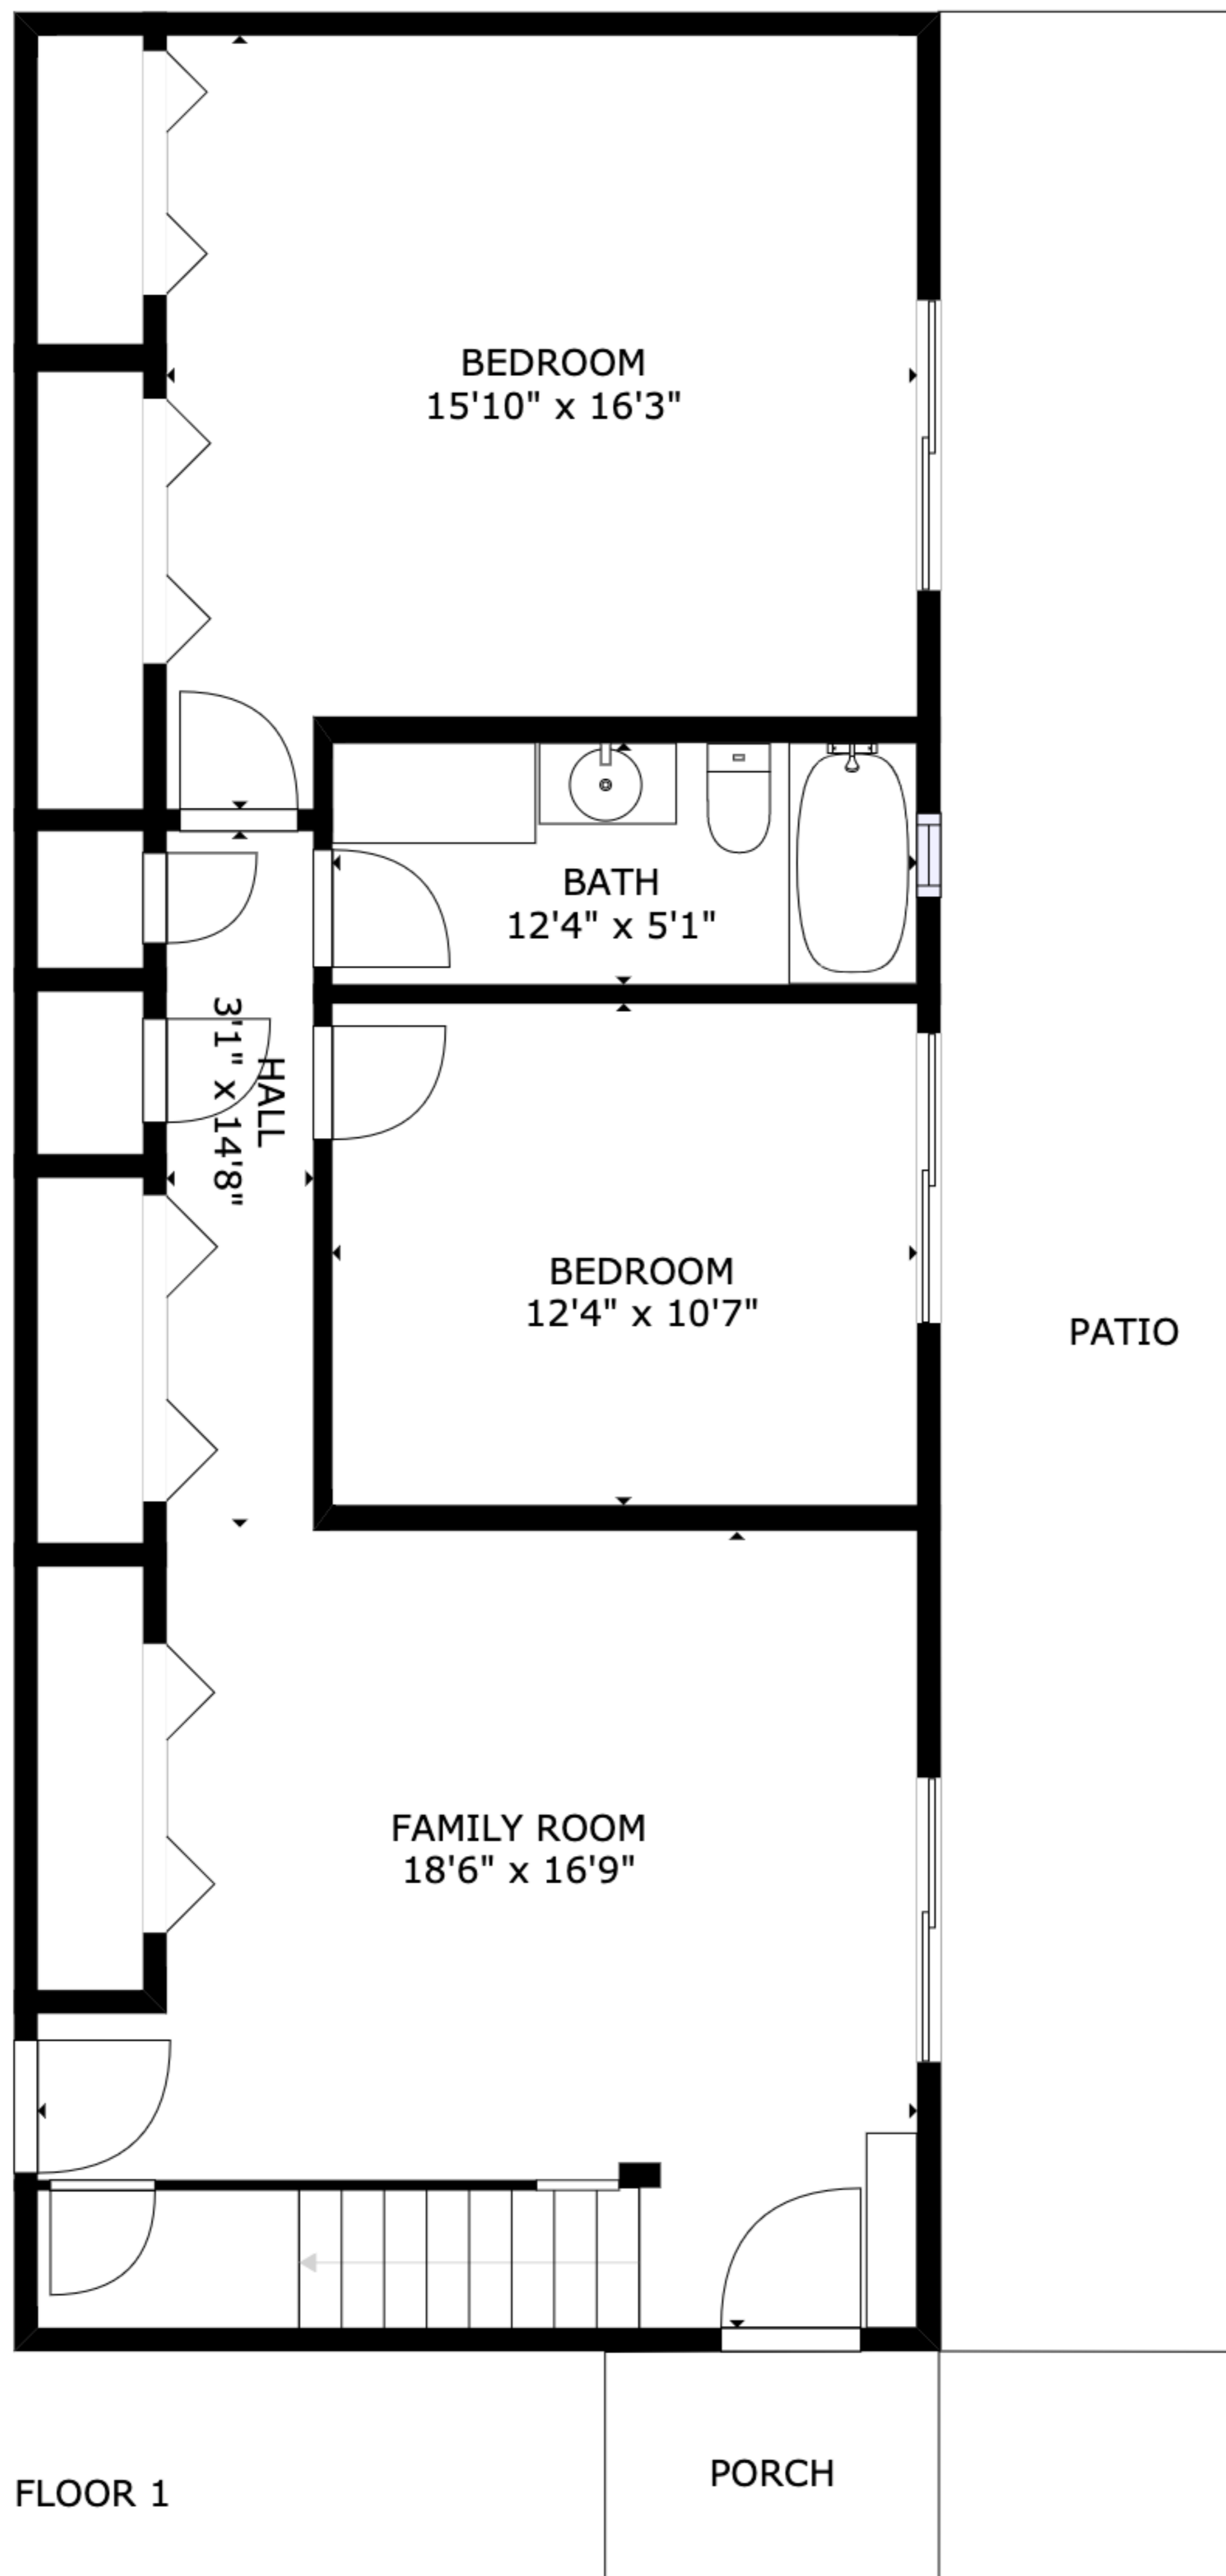 BEDROOM
15'10" x 16'3"
BATH
12'4" x 5'1"
HALL
3'1" x 14'8"
BEDROOM
12'4" x 10'7"
PATIO
FAMILY ROOM
18'6" x 16'9"
PORCH
FLOOR 1